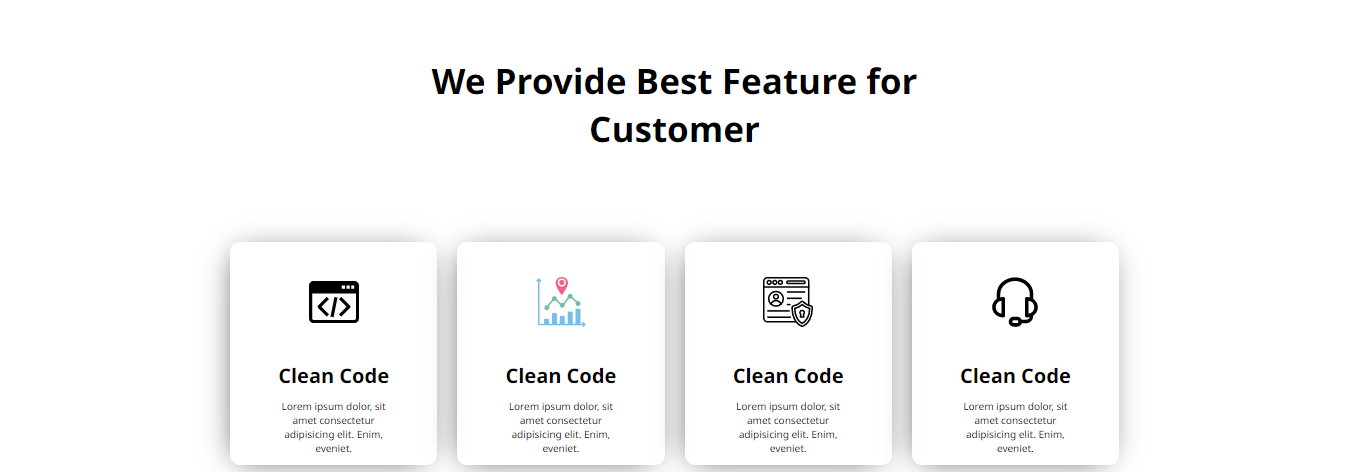 We Provide Best Feature for
Customer
Clean Code
Lorem ipsum dolor, sit
amet consectetur
adipisicing elit. Enim,
eveniet.
Clean Code
Lorem ipsum dolor, sit
amet consectetur
adipisicing elit. Enim,
eveniet.
Clean Code
Lorem ipsum dolor, sit
amet consectetur
adipisicing elit. Enim,
eveniet.
Clean Code
Lorem ipsum dolor, sit
amet consectetur
adipisicing elit. Enim,
eveniet.